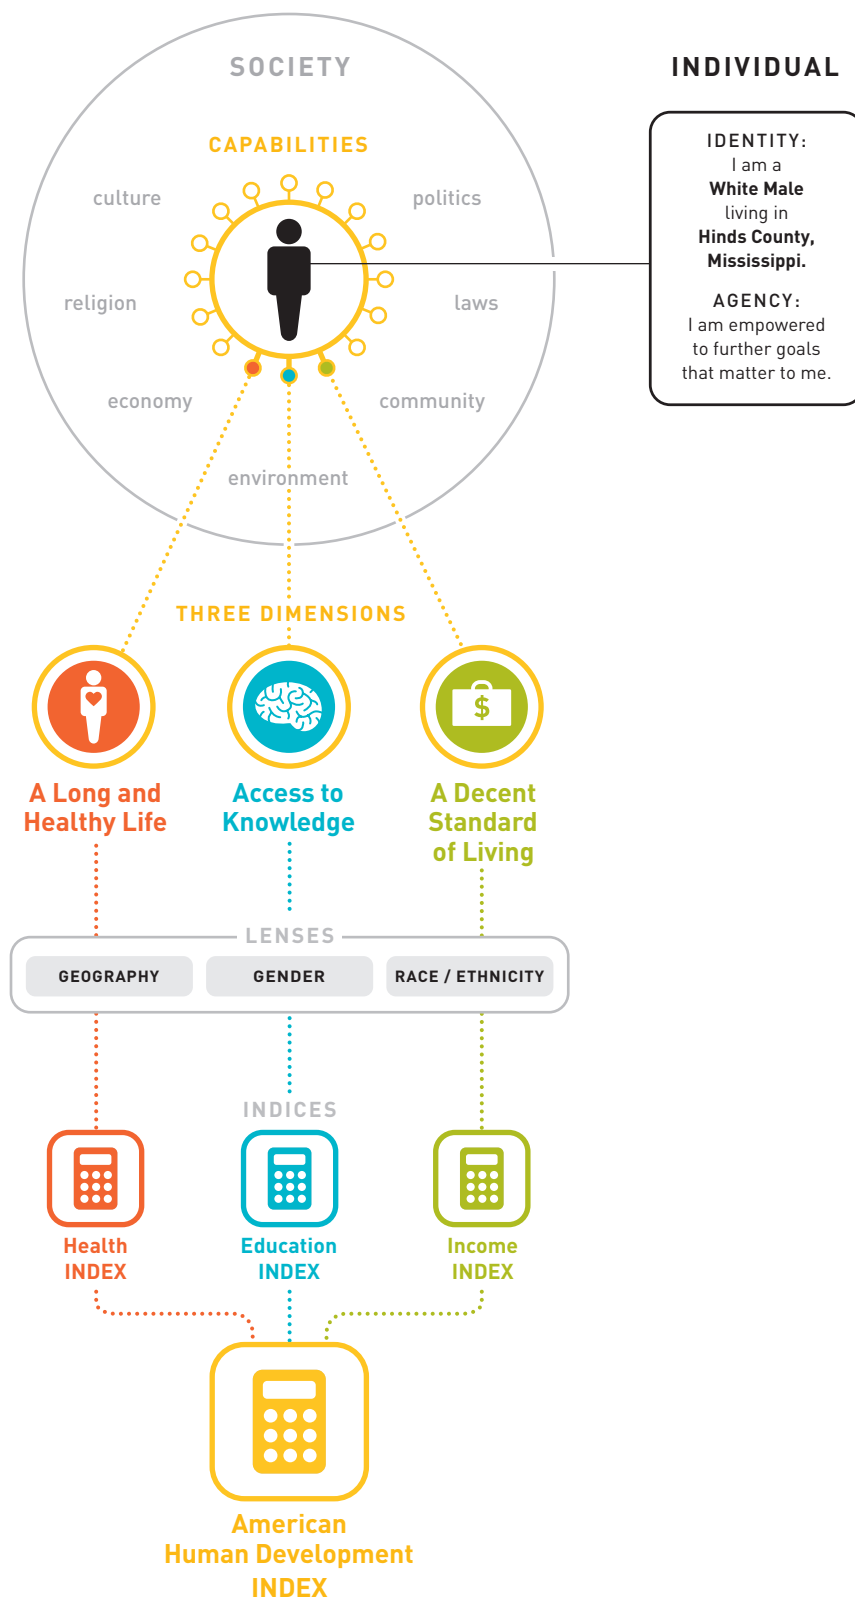 SOCIETY
INDIVIDUAL
CAPABILITIES
culture
politics
religion
laws
economy
community
environment
IDENTITY:
I am a
White Male
living in
Hinds County,
Mississippi.
AGENCY:
I am empowered
to further goals
that matter to me.
THREE DIMENSIONS
$
A Long and
Healthy Life
Access to
Knowledge
A Decent
Standard
of Living
LENSES
GEOGRAPHY
GENDER
RACE / ETHNICITY
INDICES
Health
INDEX
Education
INDEX
Income
INDEX
American
Human Development
INDEX